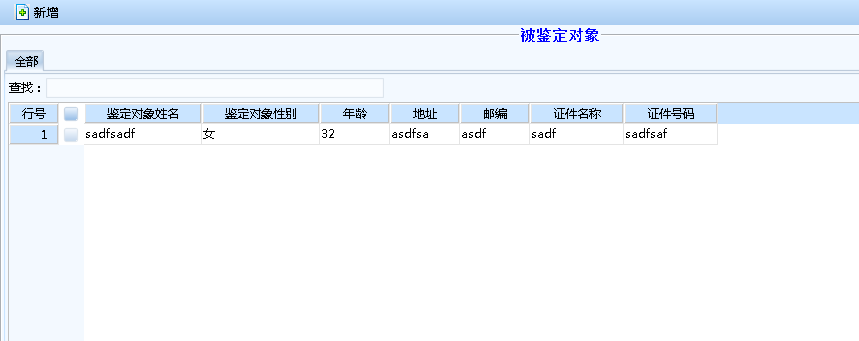 新增
被鉴定对象
全部
查找：
行号 鉴定对象姓名 鉴定对象性别 年龄 地址 邮编 证件名称 证件号码
1 sadfsadf 女 32 asdfsa asdf sadf sadfsaf